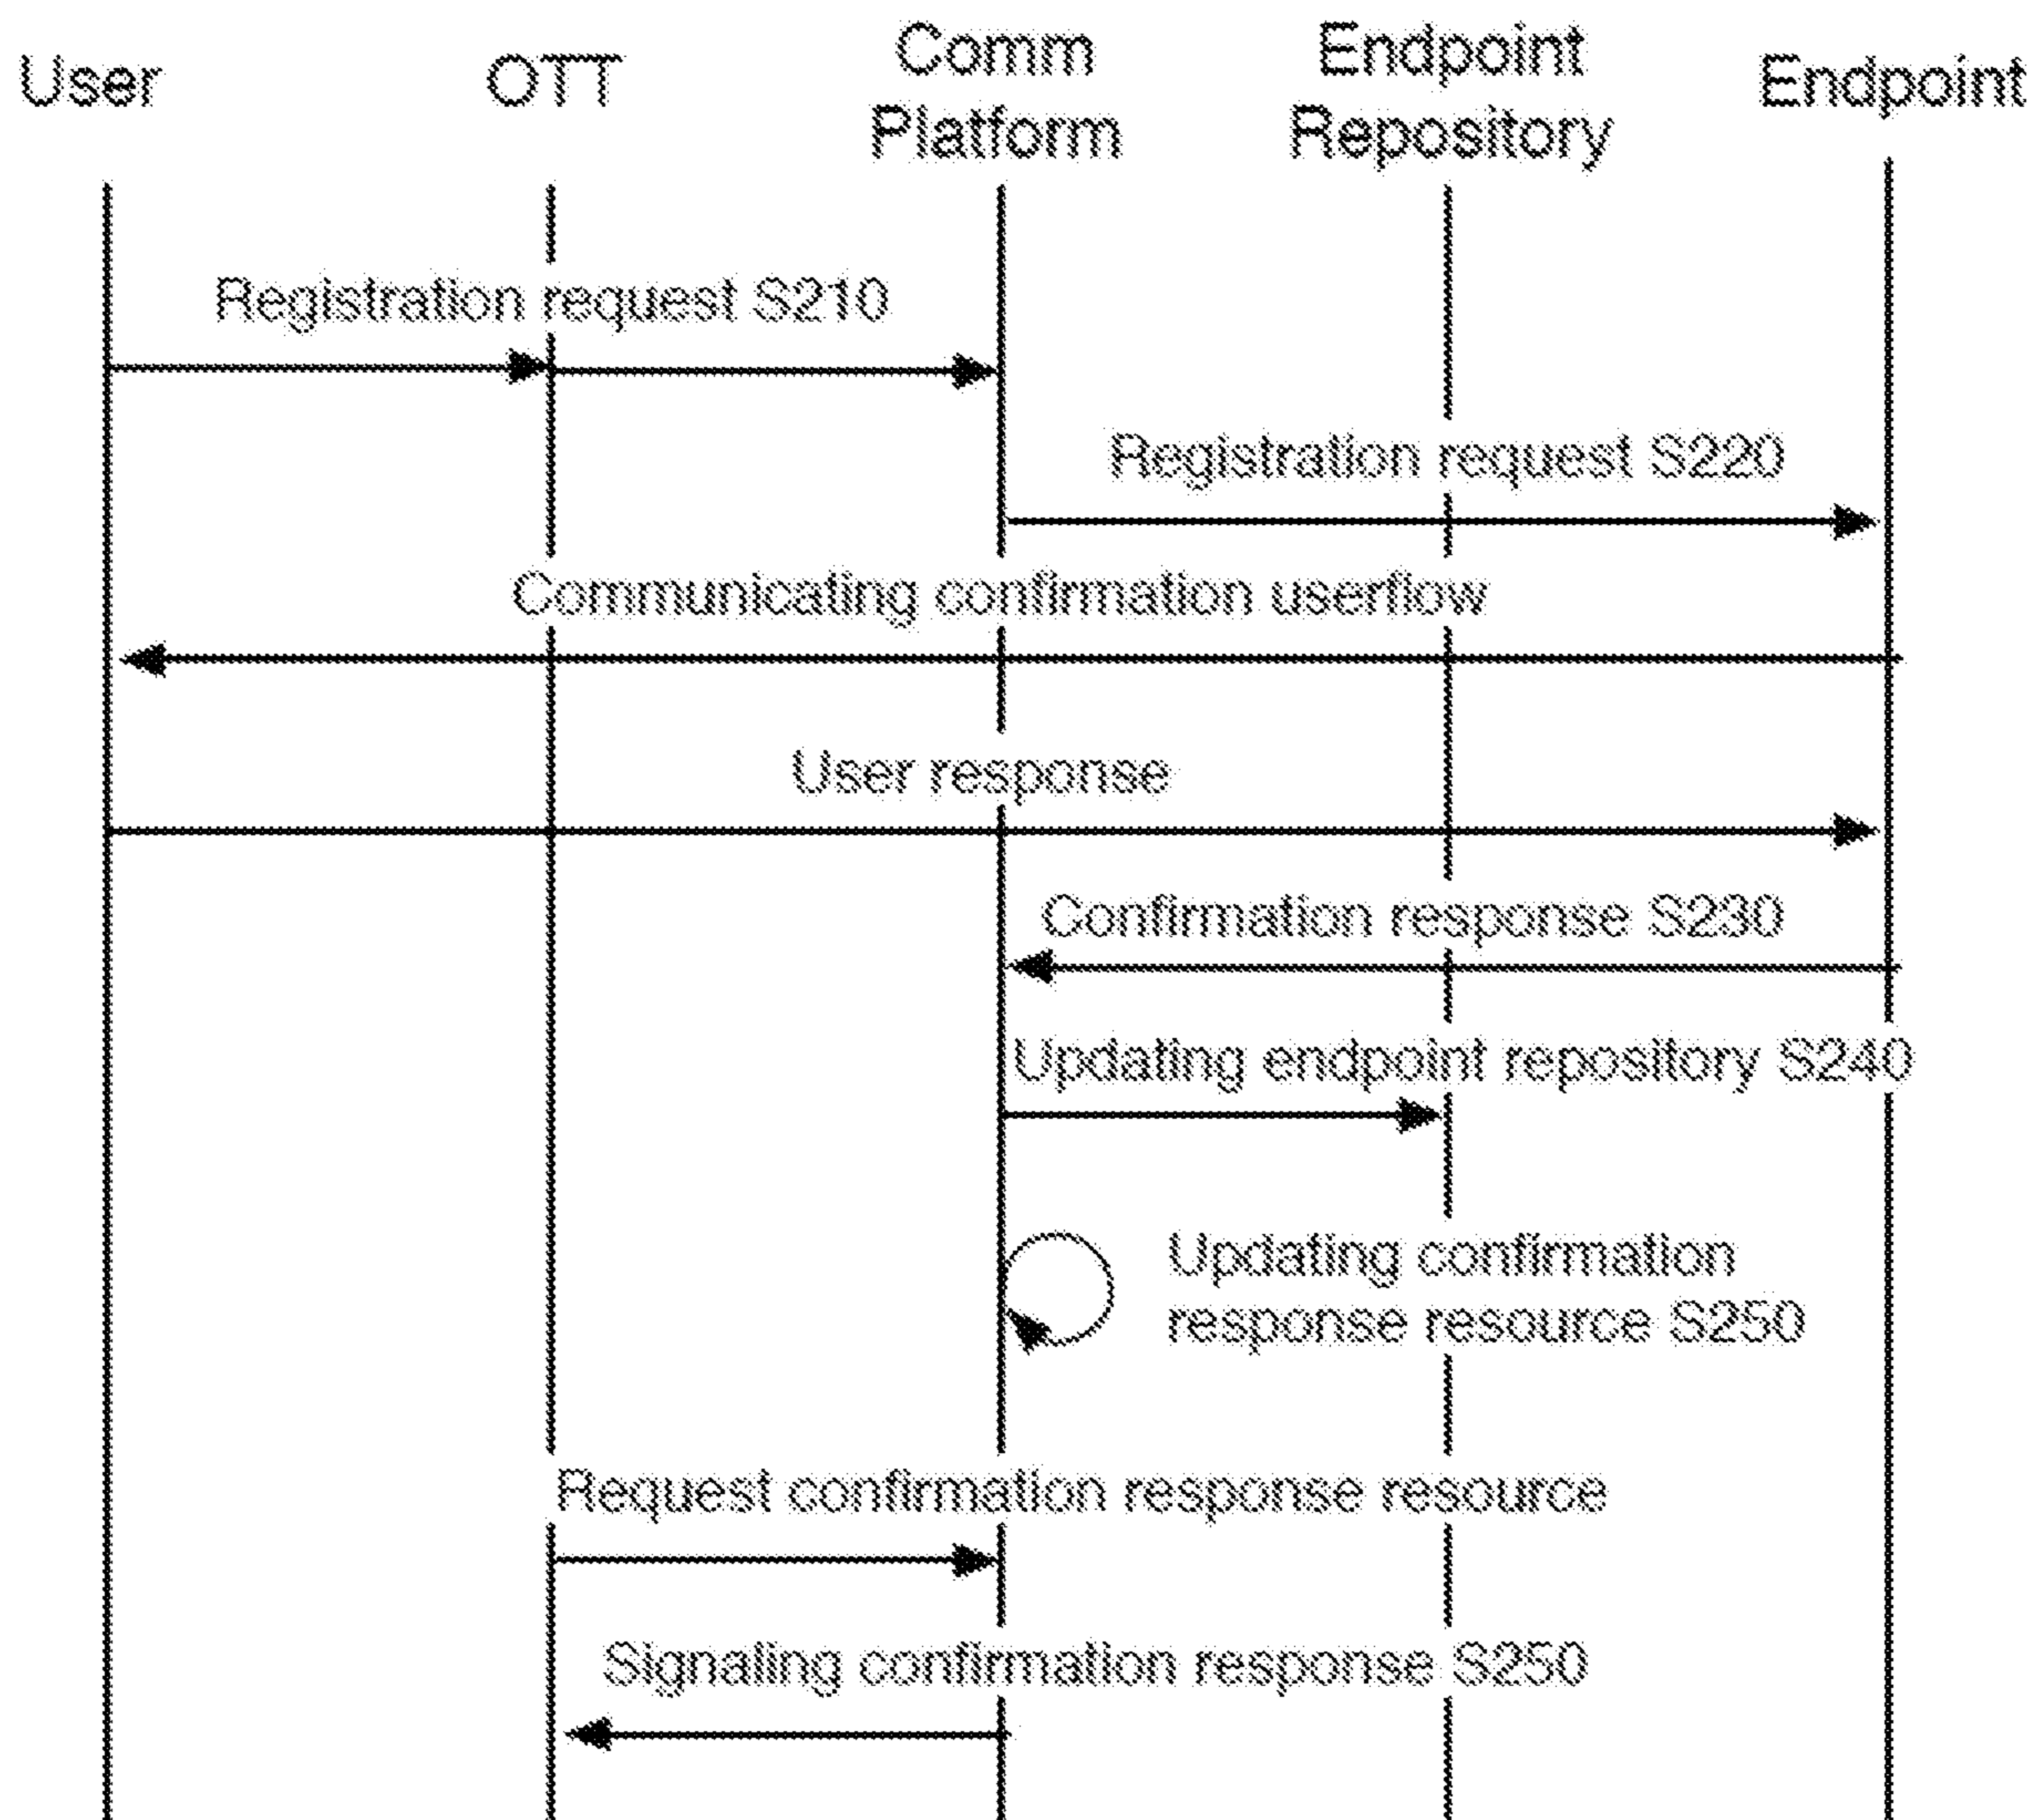 User
OTT
Comm
Platform
Endpoint
Repository
Endpoint
Registration request S210
Registration request S220
Communicating confirmation userflow
User response
Confirmation response S230
Updating endpoint repository S240
Updating confirmation
response resource S250
Request confirmation response resource
Signaling confirmation response S250